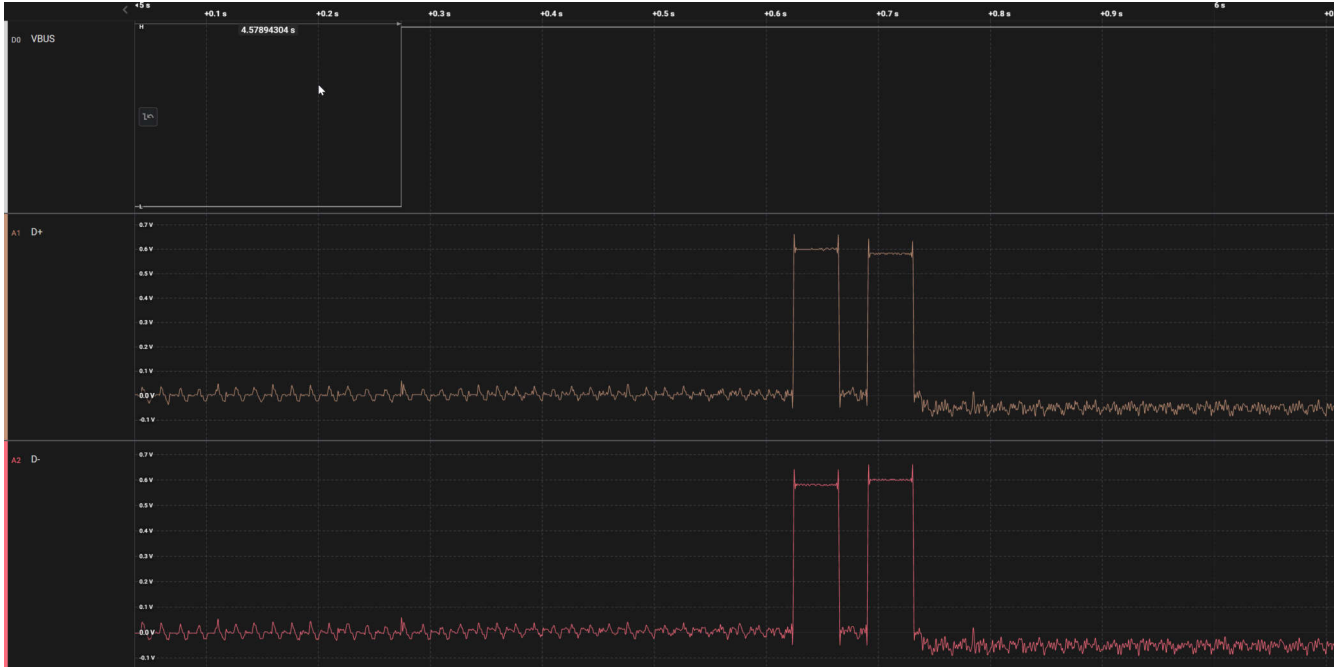 5 s
+0.1 s +0.2 s +0.3 s +0.4 s +0.5 s +0.6 s +0.7 s +0.8 s +0.9 s 6 s +0
D0 VBUS
H
4.57894304 s
L
A1 D+
0.7 V
0.6 V
0.5 V
0.4 V
0.3 V
0.2 V
0.1 V
0.0 V
-0.1 V
A2 D-
0.7 V
0.6 V
0.5 V
0.4 V
0.3 V
0.2 V
0.1 V
0.0 V
-0.1 V